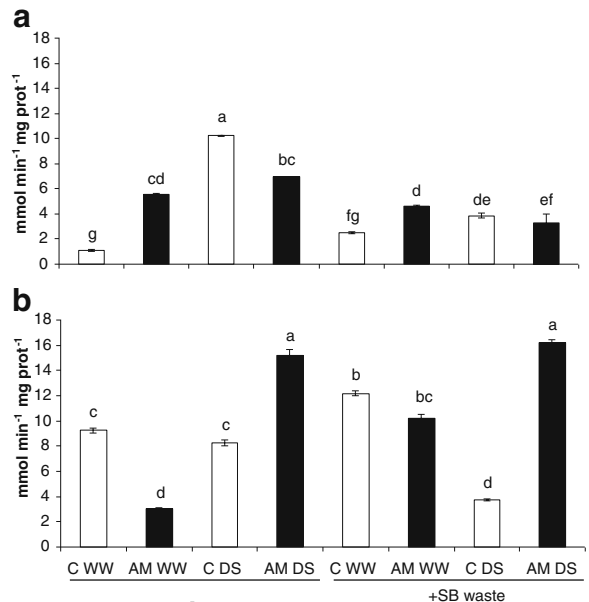 a
mmol min⁻¹ mg prot⁻¹
18
16
14
12
10
8
6
4
2
0
g
cd
a
bc
fg
d
de
ef
b
mmol min⁻¹ mg prot⁻¹
18
16
14
12
10
8
6
4
2
0
c
d
c
a
b
bc
d
a
C WW AM WW C DS AM DS C WW AM WW C DS AM DS
+SB waste